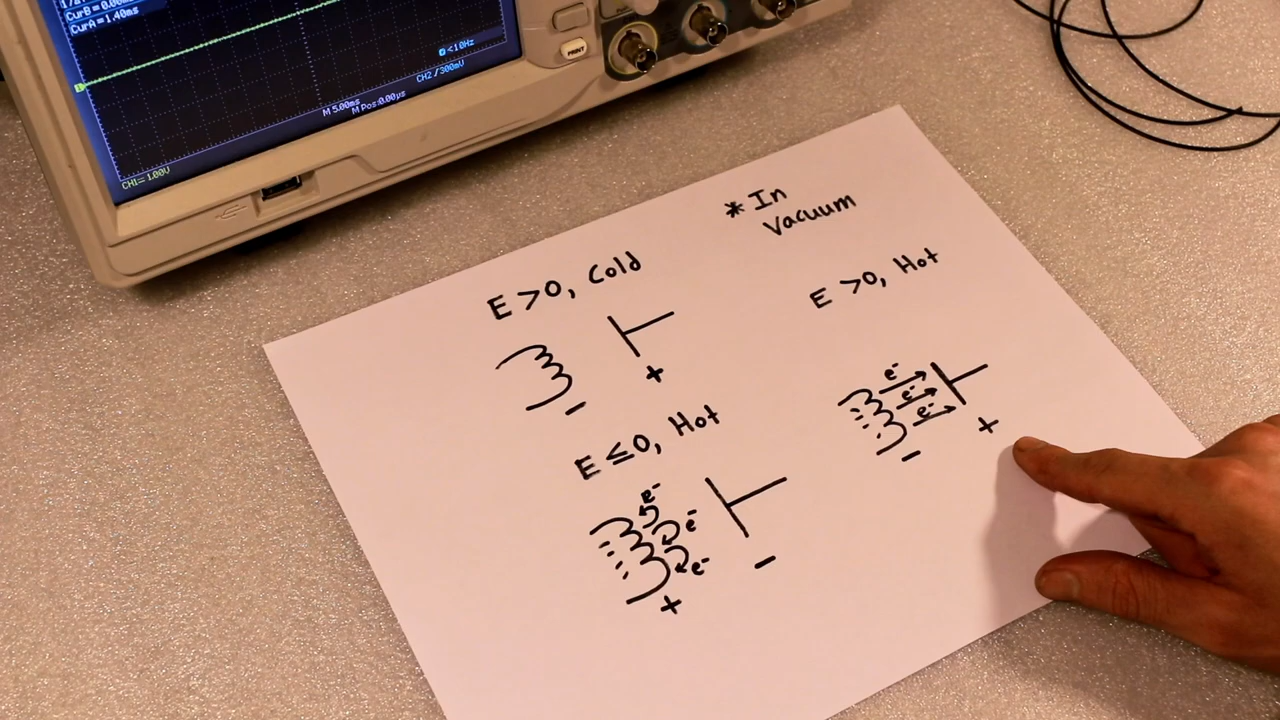 CurB = 0.00
CurA = 1.40ms
<10Hz
CH2 / 300mV
M 5.00ms
M Pos:0.00µs
CH1= 1.00V
PRINT
* In
Vacuum
E >0, Cold
+
-
E >0, Hot
e-
e-
e-
+
-
E ≤0, Hot
e-
e-
e-
-
+